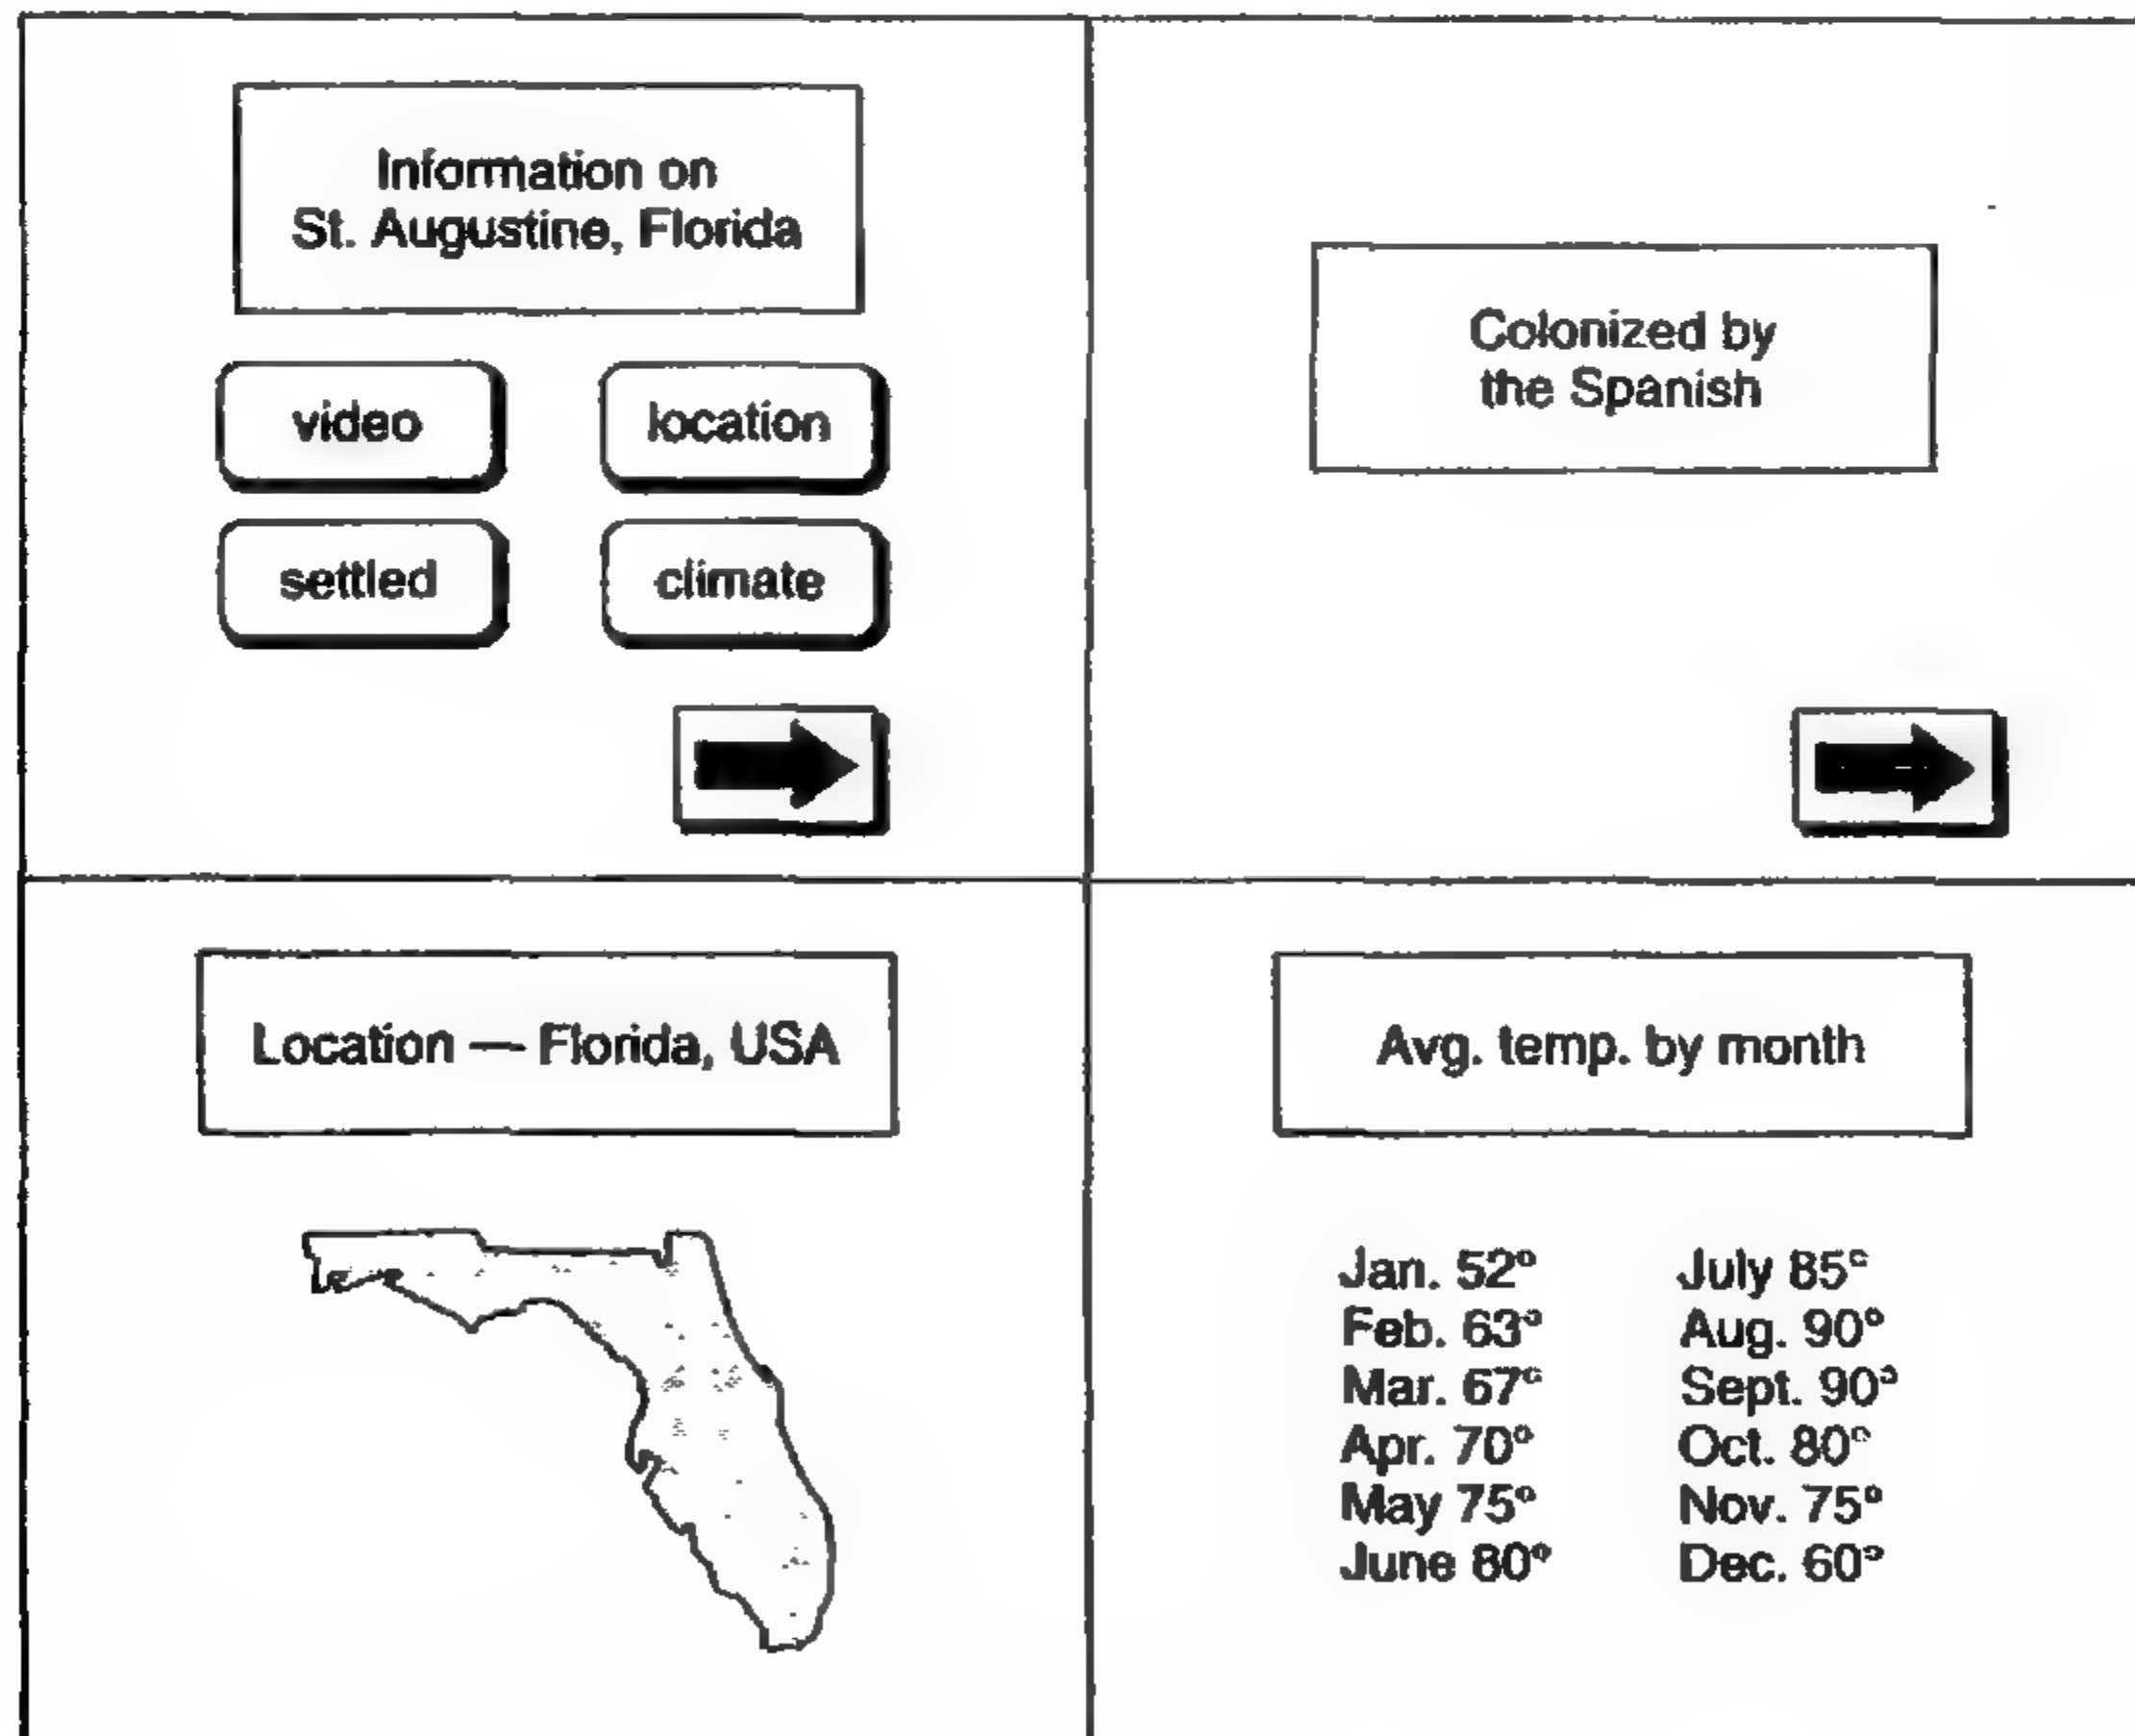 Information on
St. Augustine, Florida
video
location
settled
climate
Colonized by
the Spanish
Location — Florida, USA
Avg. temp. by month
Jan. 52°
Feb. 63°
Mar. 67°
Apr. 70°
May 75°
June 80°
July 85°
Aug. 90°
Sept. 90°
Oct. 80°
Nov. 75°
Dec. 60°